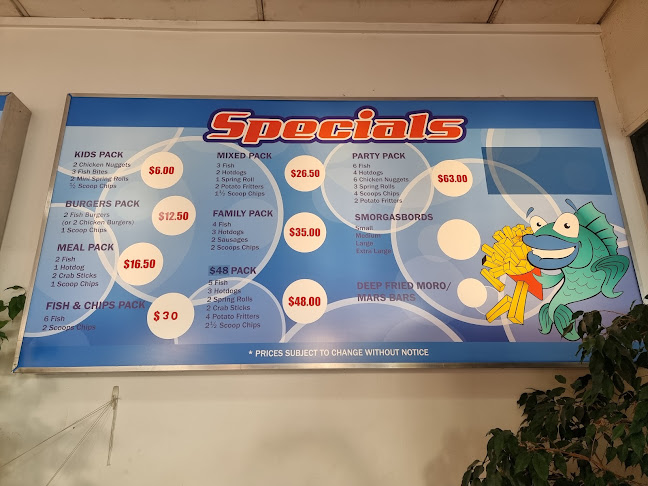 Specials
KIDS PACK
2 Chicken Nuggets
3 Fish Bites
2 Mini Spring Rolls
½ Scoop Chips
$6.00
BURGERS PACK
2 Fish Burgers
(or 2 Chicken Burgers)
1 Scoop Chips
$12.50
MEAL PACK
2 Fish
1 Hotdog
2 Crab Sticks
1 Scoop Chips
$16.50
FISH & CHIPS PACK
6 Fish
2 Scoops Chips
$30
MIXED PACK
3 Fish
2 Hotdogs
1 Spring Roll
2 Potato Fritters
1½ Scoop Chips
$26.50
FAMILY PACK
4 Fish
3 Hotdogs
2 Sausages
2 Scoops Chips
$35.00
$48 PACK
5 Fish
3 Hotdogs
2 Spring Rolls
2 Crab Sticks
4 Potato Fritters
2½ Scoop Chips
$48.00
PARTY PACK
6 Fish
4 Hotdogs
6 Chicken Nuggets
3 Spring Rolls
4 Scoops Chips
2 Potato Fritters
$63.00
SMORGASBORDS
Small
Medium
Large
Extra Large
DEEP FRIED MORO/
MARS BARS
* PRICES SUBJECT TO CHANGE WITHOUT NOTICE